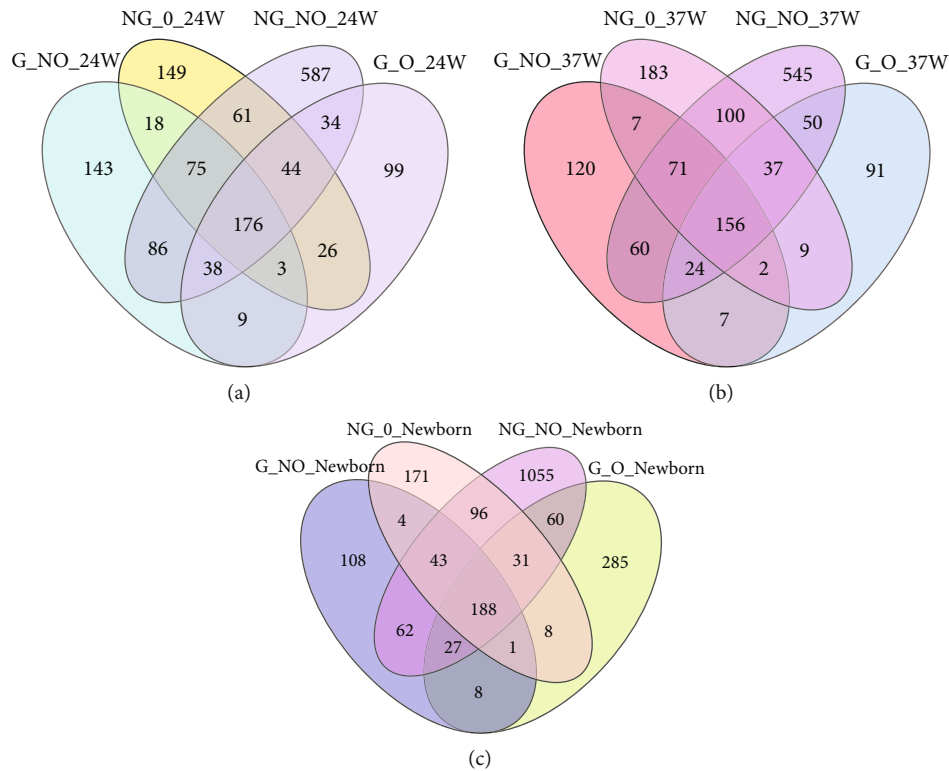 NG_0_24W NG_NO_24W
G_NO_24W G_O_24W
149 587
18 61 34
143 75 44 99
176
86 38 3 26
9
(a)
NG_0_37W NG_NO_37W
G_NO_37W G_O_37W
183 545
7 100 50
120 71 37 91
156
60 24 2 9
7
(b)
NG_0_Newborn NG_NO_Newborn
G_NO_Newborn G_O_Newborn
171 1055
4 96 60
108 43 31 285
188
62 27 1 8
8
(c)